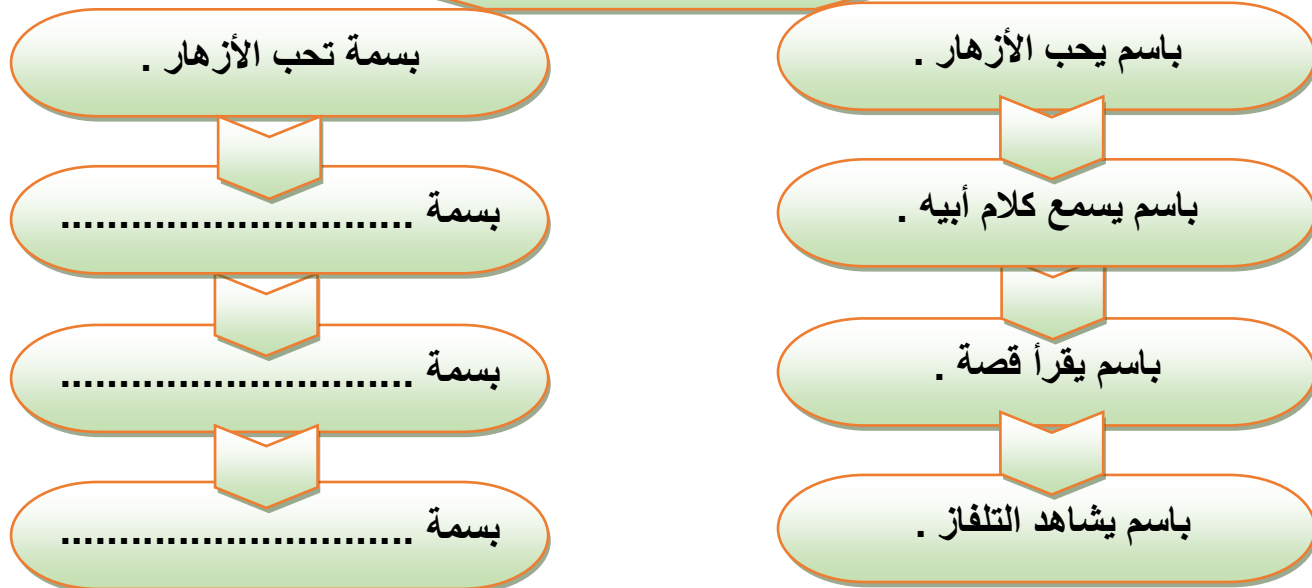 باسم يحب الأزهار .
بسمة تحب الأزهار .
باسم يسمع كلام أبيه .
بسمة ..............................
باسم يقرأ قصة .
بسمة ..............................
باسم يشاهد التلفاز .
بسمة ..............................